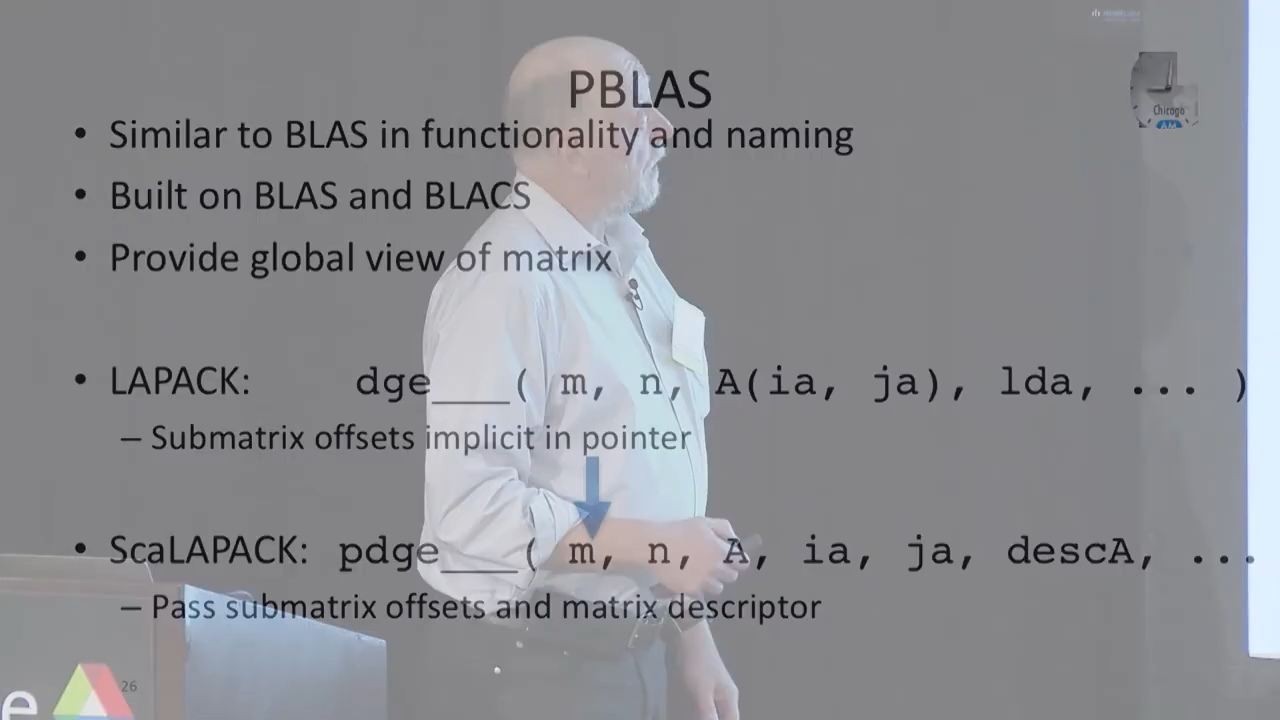 PBLAS
• Similar to BLAS in functionality and naming
• Built on BLAS and BLACS
• Provide global view of matrix
• LAPACK: dge___( m, n, A(ia, ja), lda, ... )
– Submatrix offsets implicit in pointer
• ScaLAPACK: pdge___( m, n, A, ia, ja, descA, ...
– Pass submatrix offsets and matrix descriptor
Chicago
AM
26
e